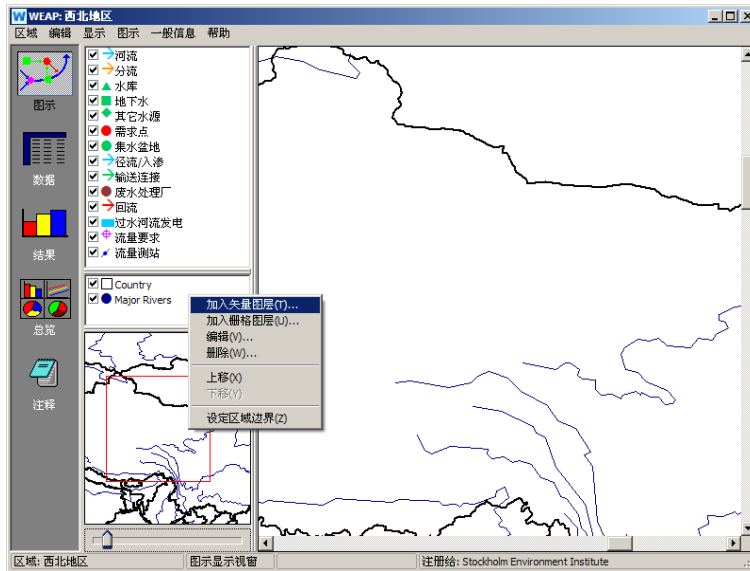 WEAP: 西北地区
区域 编辑 显示 图示 一般信息 帮助
图示
数据
结果
总览
注释
河流
分流
水库
地下水
其它水源
需求点
集水盆地
径流/入渗
输送连接
废水处理厂
回流
过水河流发电
流量要求
流量测站
Country
Major Rivers
加入矢量图层(T)...
加入栅格图层(U)...
编辑(V)...
删除(W)...
上移(X)
下移(Y)
设定区域边界(Z)
区域: 西北地区 图示显示视窗 注册给: Stockholm Environment Institute